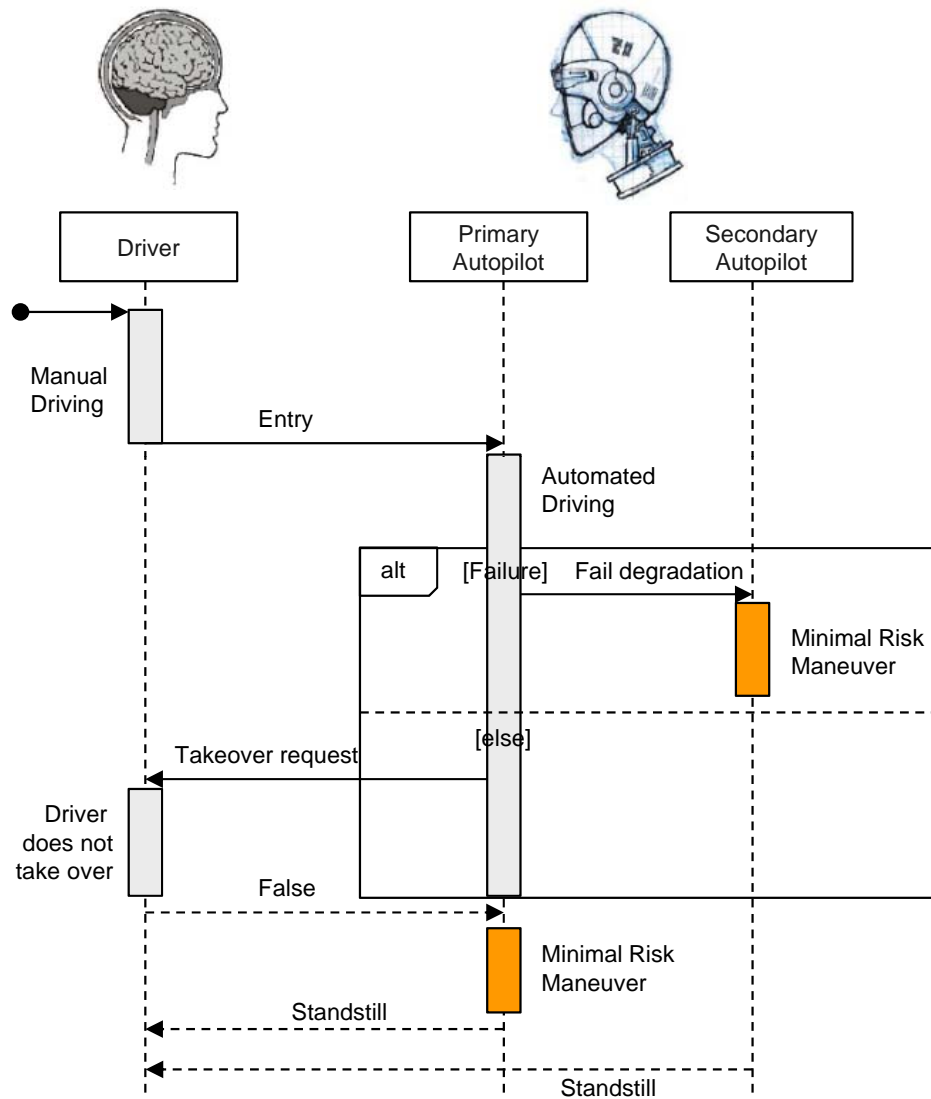 Driver
Primary
Autopilot
Secondary
Autopilot
Manual
Driving
Entry
Automated
Driving
alt
[Failure]
Fail degradation
Minimal Risk
Maneuver
[else]
Takeover request
Driver
does not
take over
False
Minimal Risk
Maneuver
Standstill
Standstill